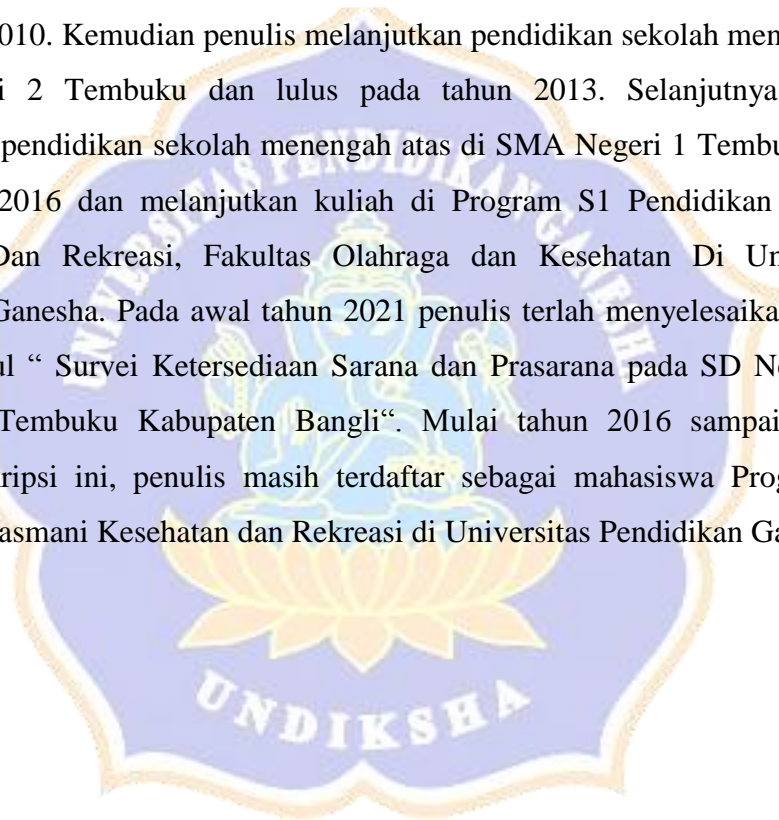 010. Kemudian penulis melanjutkan pendidikan sekolah men
i 2 Tembuku dan lulus pada tahun 2013. Selanjutnya
pendidikan sekolah menengah atas di SMA Negeri 1 Tembu
2016 dan melanjutkan kuliah di Program S1 Pendidikan
Dan Rekreasi, Fakultas Olahraga dan Kesehatan Di Un
Ganesha. Pada awal tahun 2021 penulis terlah menyelesaika
ul “ Survei Ketersediaan Sarana dan Prasarana pada SD Ne
Tembuku Kabupaten Bangli“. Mulai tahun 2016 sampai
ripsi ini, penulis masih terdaftar sebagai mahasiswa Prog
asmani Kesehatan dan Rekreasi di Universitas Pendidikan Ga
UNIVERSITAS PENDIDIKAN GANESHA
UNDIKSHA